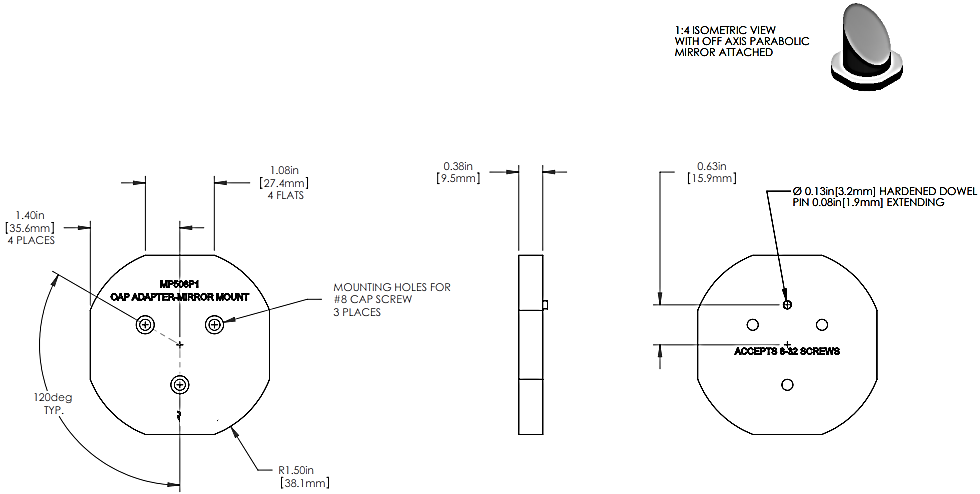 1:4 ISOMETRIC VIEW
WITH OFF AXIS PARABOLIC
MIRROR ATTACHED
1.08in
[27.4mm]
4 FLATS
0.38in
[9.5mm]
0.63in
[15.9mm]
Ø 0.13in[3.2mm] HARDENED DOWEL
PIN 0.08in[1.9mm] EXTENDING
1.40in
[35.6mm]
4 PLACES
MP508P1
OAP ADAPTER-MIRROR MOUNT
MOUNTING HOLES FOR
#8 CAP SCREW
3 PLACES
ACCEPTS 8-32 SCREWS
120deg
TYP.
R1.50in
[38.1mm]